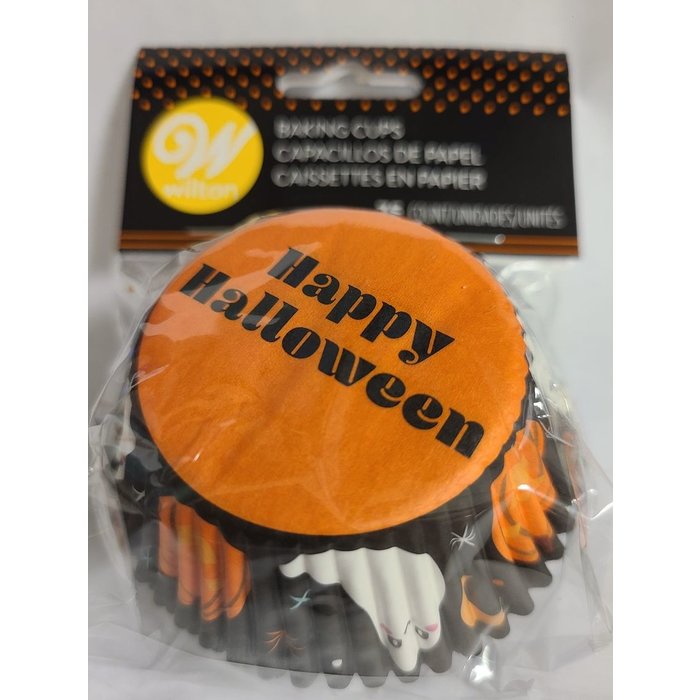 W
wilton
BAKING CUPS
CAPACILLOS DE PAPEL
CAISSETTES EN PAPIER
COUNT/UNIDADES/UNITÉS
Happy
Halloween